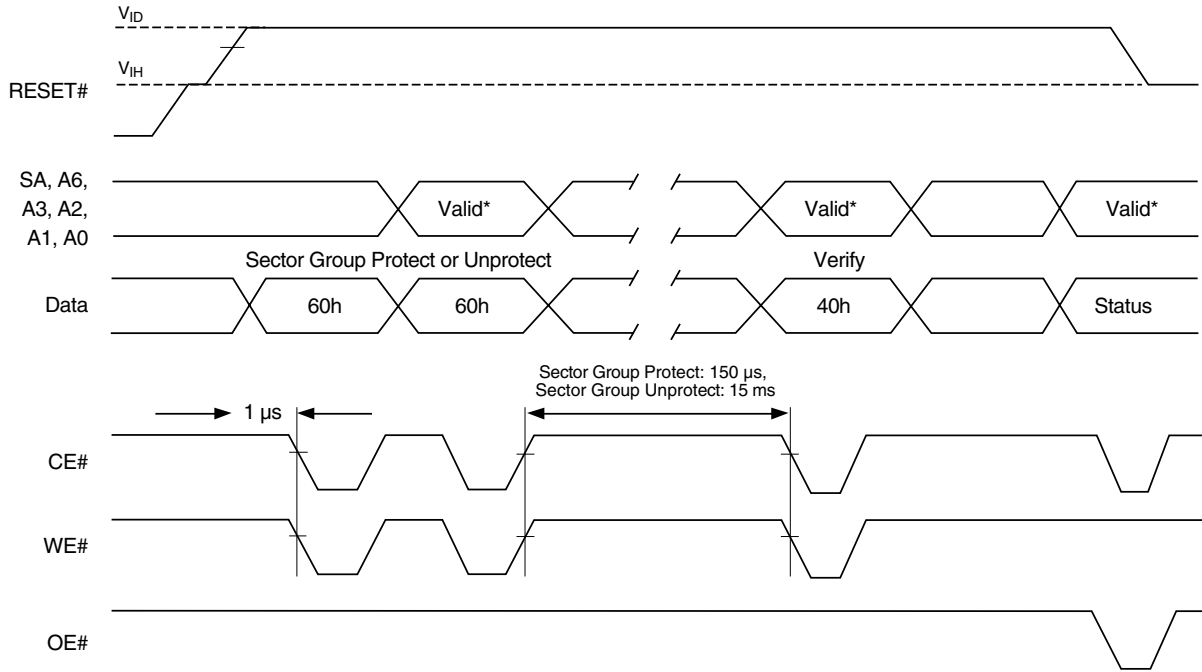 VID
VIH
RESET#
SA, A6,
A3, A2,
A1, A0
Valid*
Valid*
Valid*
Sector Group Protect or Unprotect
Verify
Data
60h
60h
40h
Status
Sector Group Protect: 150 µs,
Sector Group Unprotect: 15 ms
1 µs
CE#
WE#
OE#